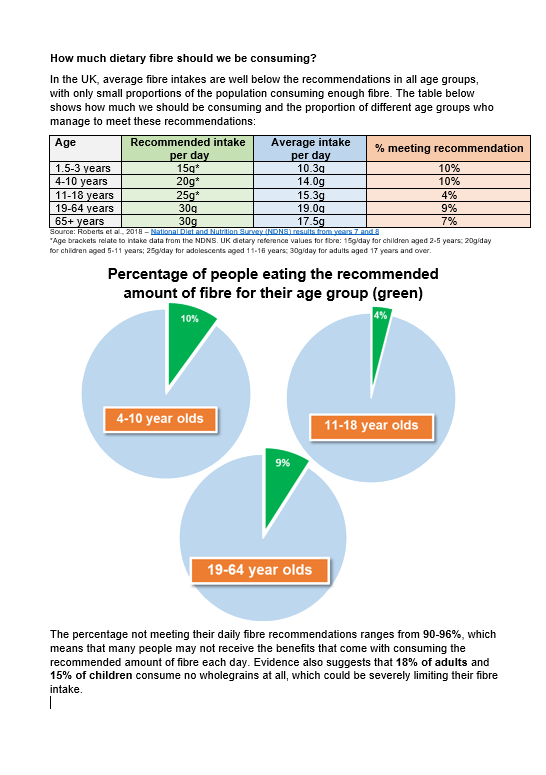 How much dietary fibre should we be consuming?
In the UK, average fibre intakes are well below the recommendations in all age groups,
with only small proportions of the population consuming enough fibre. The table below
shows how much we should be consuming and the proportion of different age groups who
manage to meet these recommendations:
Age Recommended intake per day Average intake per day % meeting recommendation
1.5-3 years 15g* 10.3g 10%
4-10 years 20g* 14.0g 10%
11-18 years 25g* 15.3g 4%
19-64 years 30g 19.0g 9%
65+ years 30g 17.5g 7%
Source: Roberts et al., 2018 – National Diet and Nutrition Survey (NDNS) results from years 7 and 8
*Age brackets relate to intake data from the NDNS. UK dietary reference values for fibre: 15g/day for children aged 2-5 years; 20g/day
for children aged 5-11 years; 25g/day for adolescents aged 11-16 years; 30g/day for adults aged 17 years and over.
Percentage of people eating the recommended
amount of fibre for their age group (green)
10%
4%
4-10 year olds
11-18 year olds
9%
19-64 year olds
The percentage not meeting their daily fibre recommendations ranges from 90-96%, which
means that many people may not receive the benefits that come with consuming the
recommended amount of fibre each day. Evidence also suggests that 18% of adults and
15% of children consume no wholegrains at all, which could be severely limiting their fibre
intake.